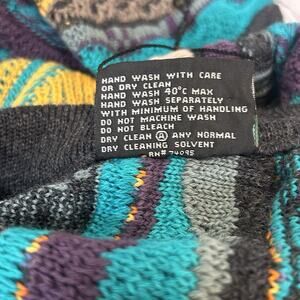 HAND WASH WITH CARE
OR DRY CLEAN
HAND WASH 40°C MAX
HAND WASH SEPARATELY
WITH MINIMUM OF HANDLING
DO NOT MACHINE WASH
DO NOT BLEACH
DRY CLEAN Ⓐ ANY NORMAL
DRY CLEANING SOLVENT
RN# 74095